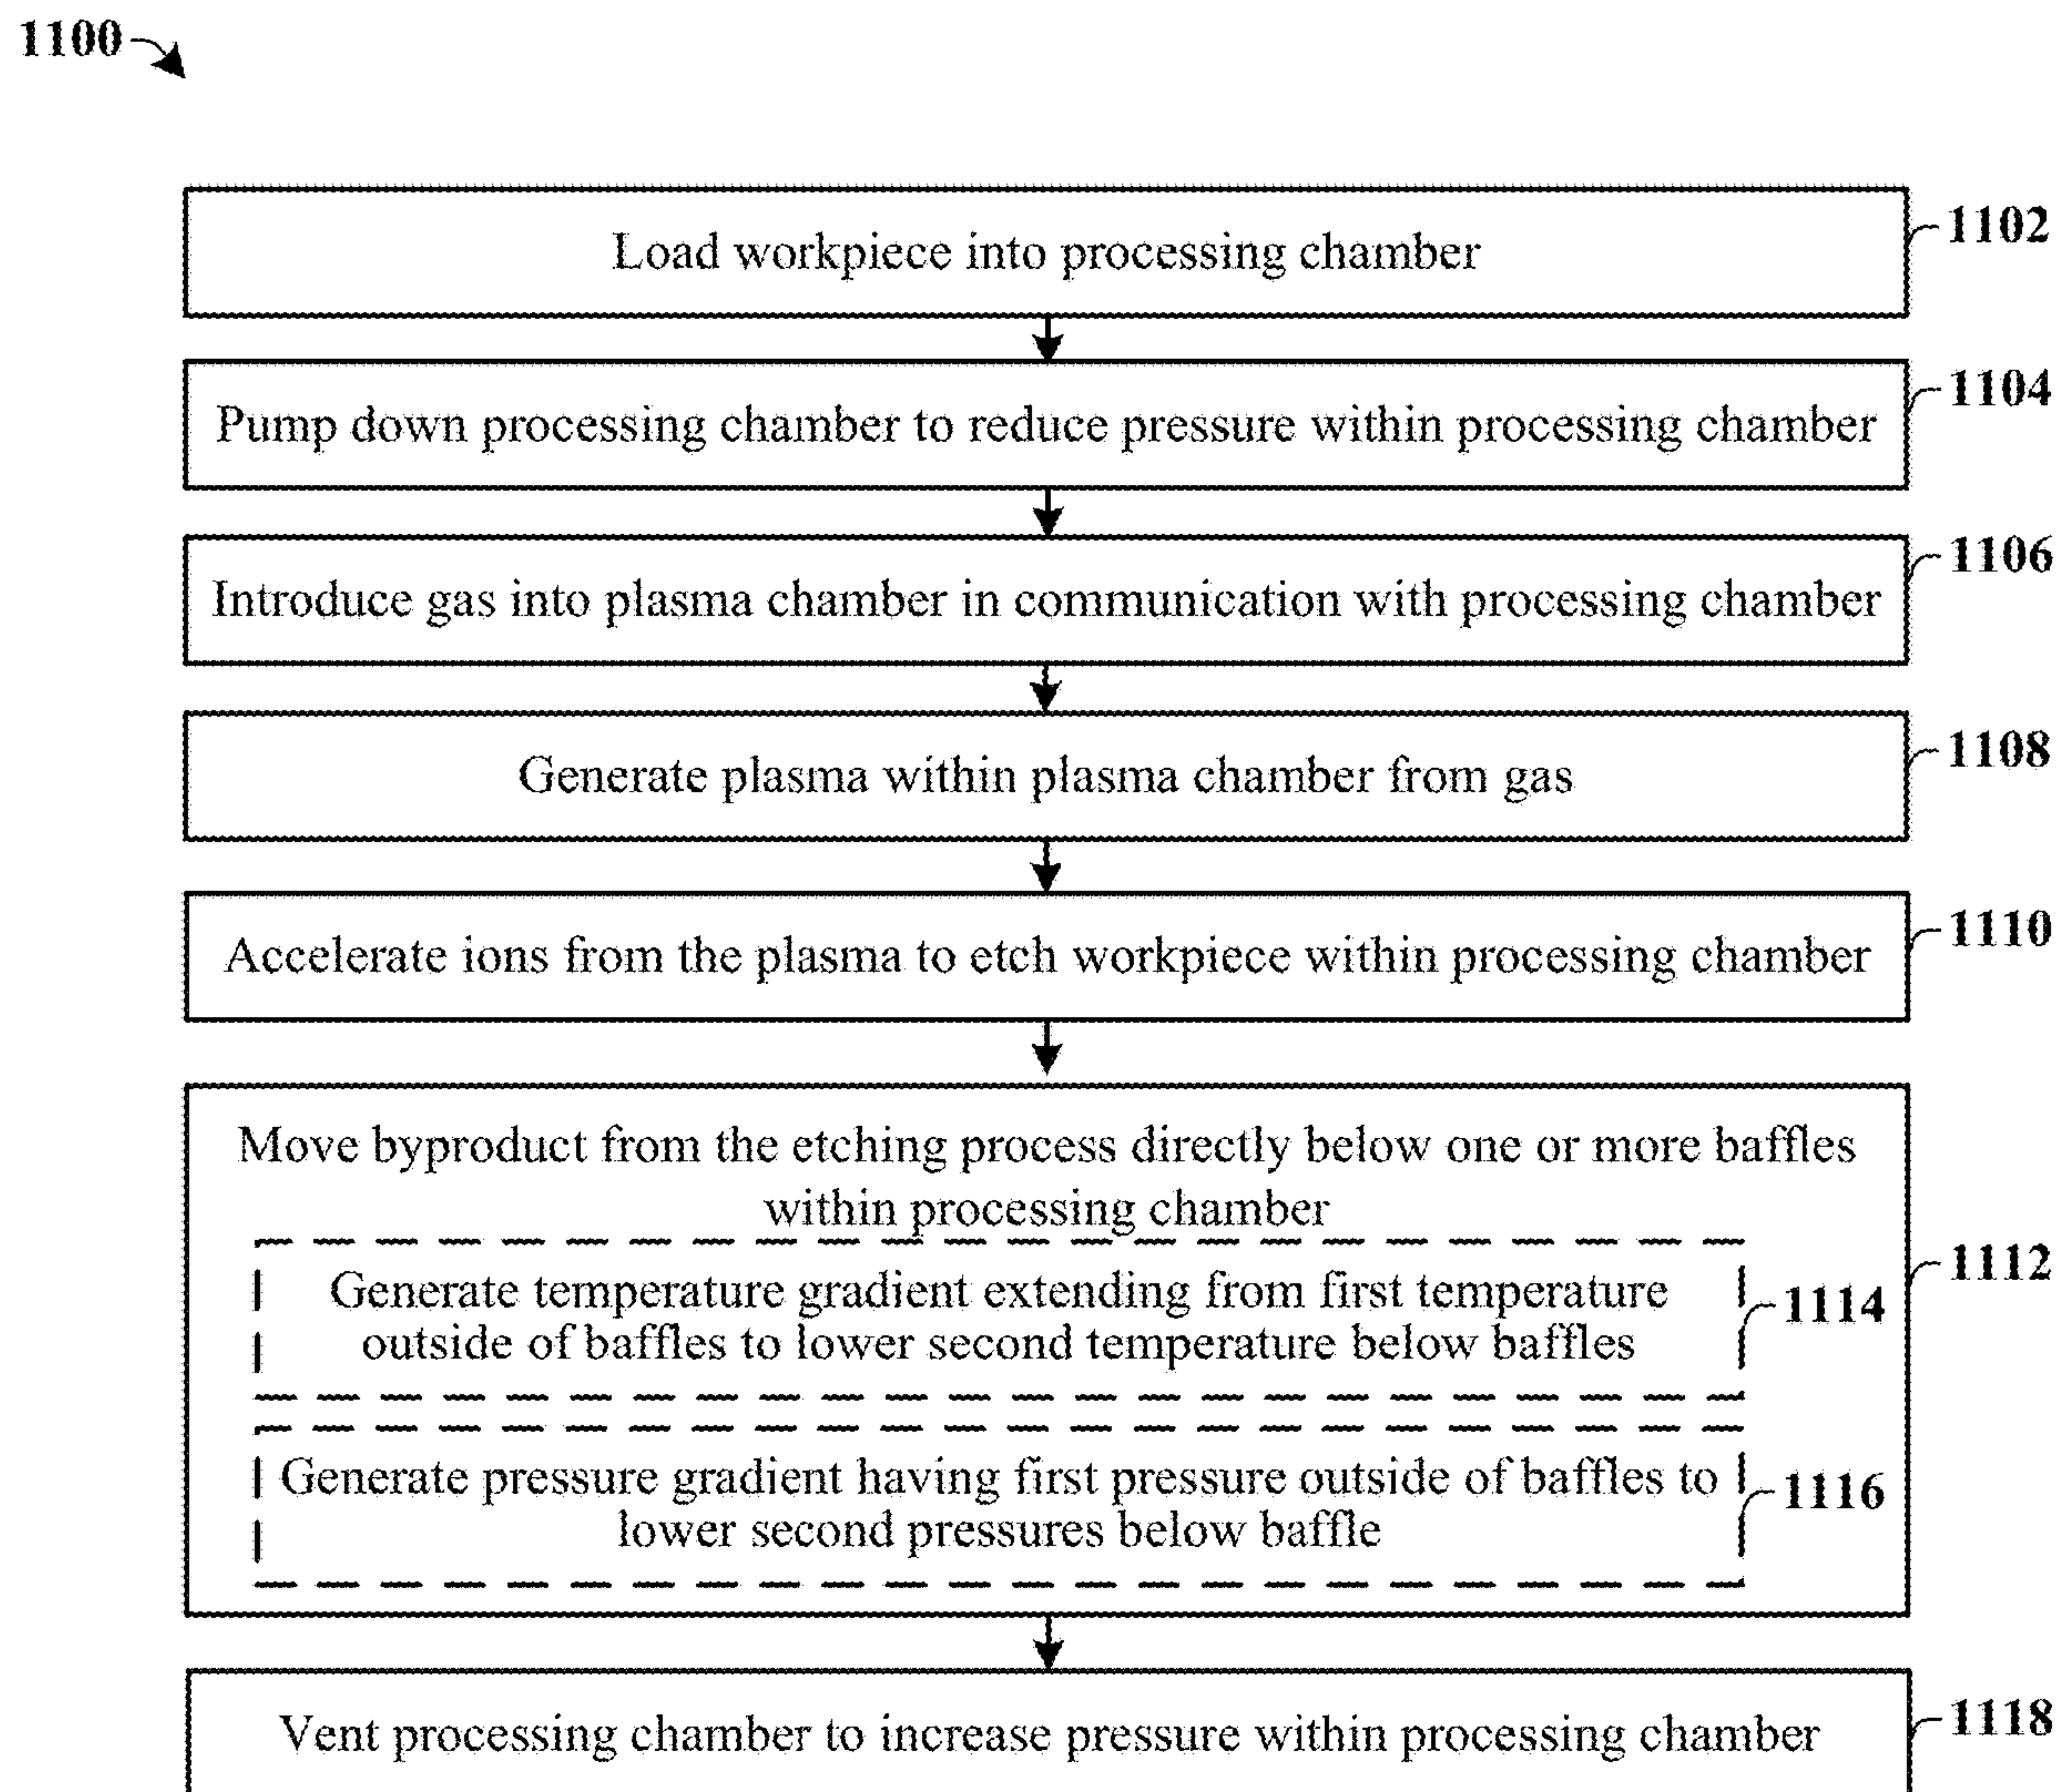 1100
Load workpiece into processing chamber
1102
Pump down processing chamber to reduce pressure within processing chamber
1104
Introduce gas into plasma chamber in communication with processing chamber
1106
Generate plasma within plasma chamber from gas
1108
Accelerate ions from the plasma to etch workpiece within processing chamber
1110
Move byproduct from the etching process directly below one or more baffles
within processing chamber
1112
Generate temperature gradient extending from first temperature
outside of baffles to lower second temperature below baffles
1114
Generate pressure gradient having first pressure outside of baffles to
lower second pressures below baffle
1116
Vent processing chamber to increase pressure within processing chamber
1118